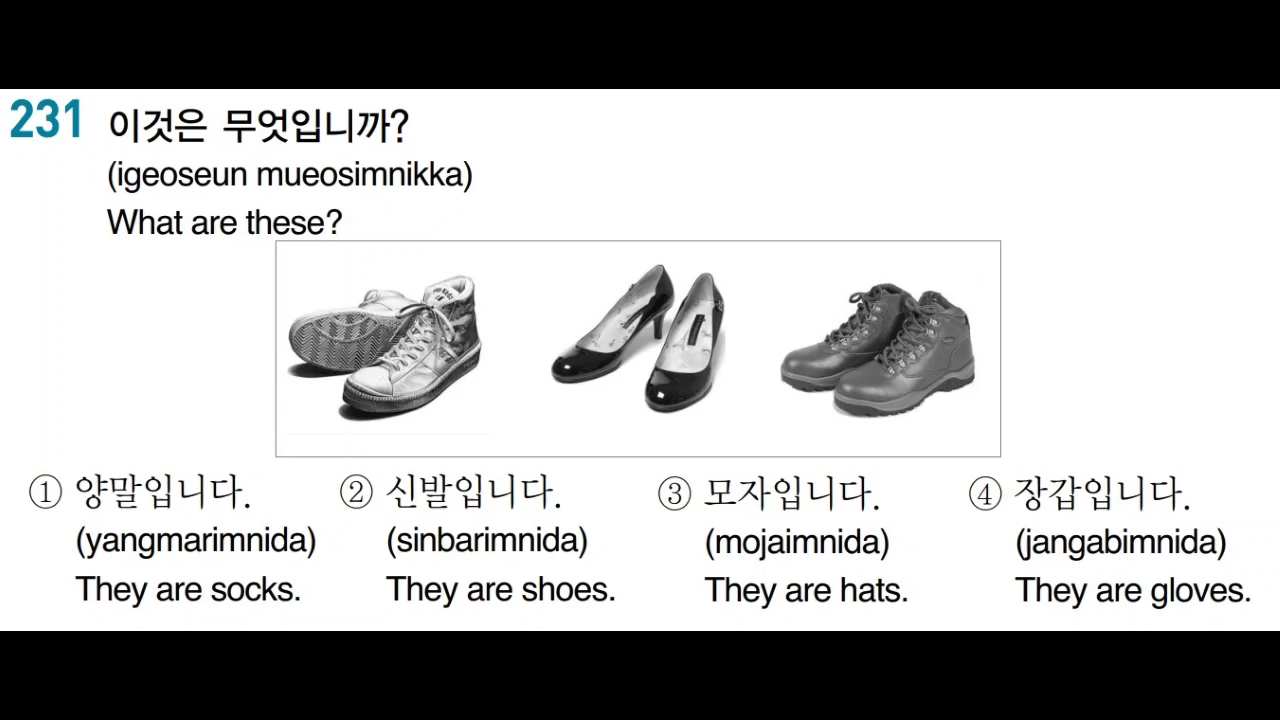 231 이것은 무엇입니까?
(igeoseun mueosimnikka)
What are these?
① 양말입니다. ② 신발입니다. ③ 모자입니다. ④ 장갑입니다.
(yangmarimnida) (sinbarimnida) (mojaimnida) (jangabimnida)
They are socks. They are shoes. They are hats. They are gloves.